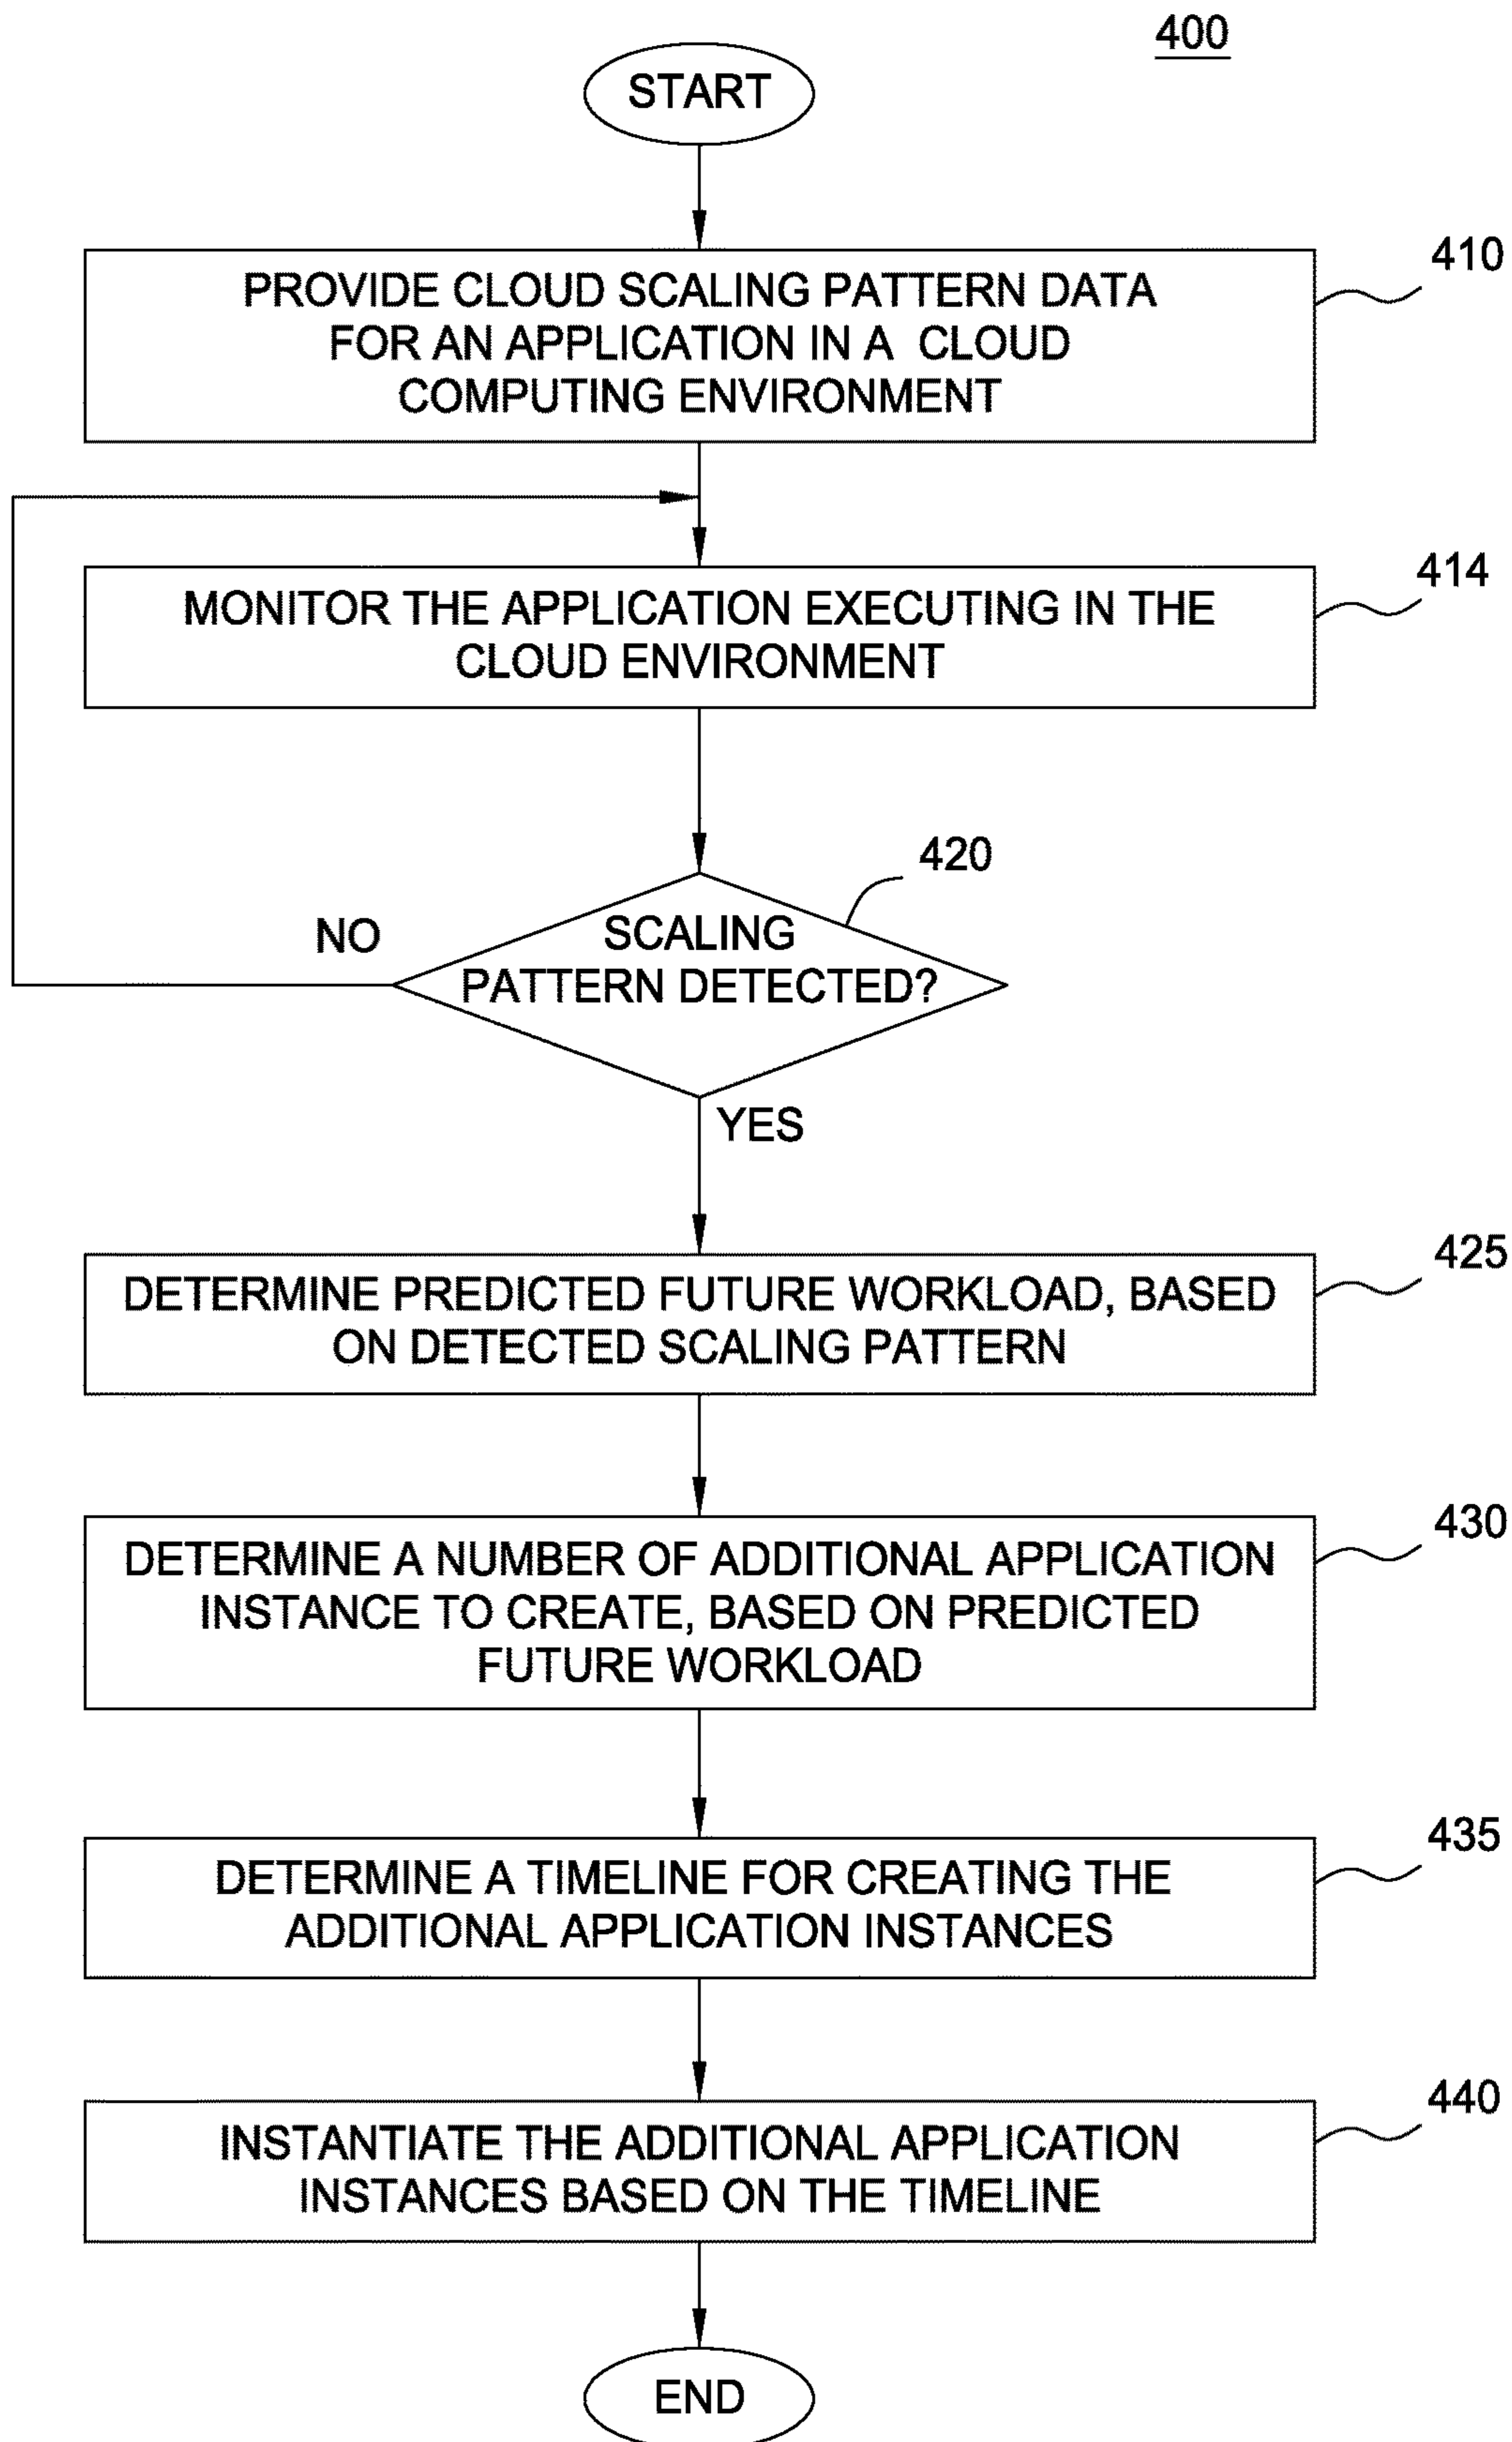 400
START
410
PROVIDE CLOUD SCALING PATTERN DATA
FOR AN APPLICATION IN A CLOUD
COMPUTING ENVIRONMENT
414
MONITOR THE APPLICATION EXECUTING IN THE
CLOUD ENVIRONMENT
420
NO
SCALING
PATTERN DETECTED?
YES
425
DETERMINE PREDICTED FUTURE WORKLOAD, BASED
ON DETECTED SCALING PATTERN
430
DETERMINE A NUMBER OF ADDITIONAL APPLICATION
INSTANCE TO CREATE, BASED ON PREDICTED
FUTURE WORKLOAD
435
DETERMINE A TIMELINE FOR CREATING THE
ADDITIONAL APPLICATION INSTANCES
440
INSTANTIATE THE ADDITIONAL APPLICATION
INSTANCES BASED ON THE TIMELINE
END